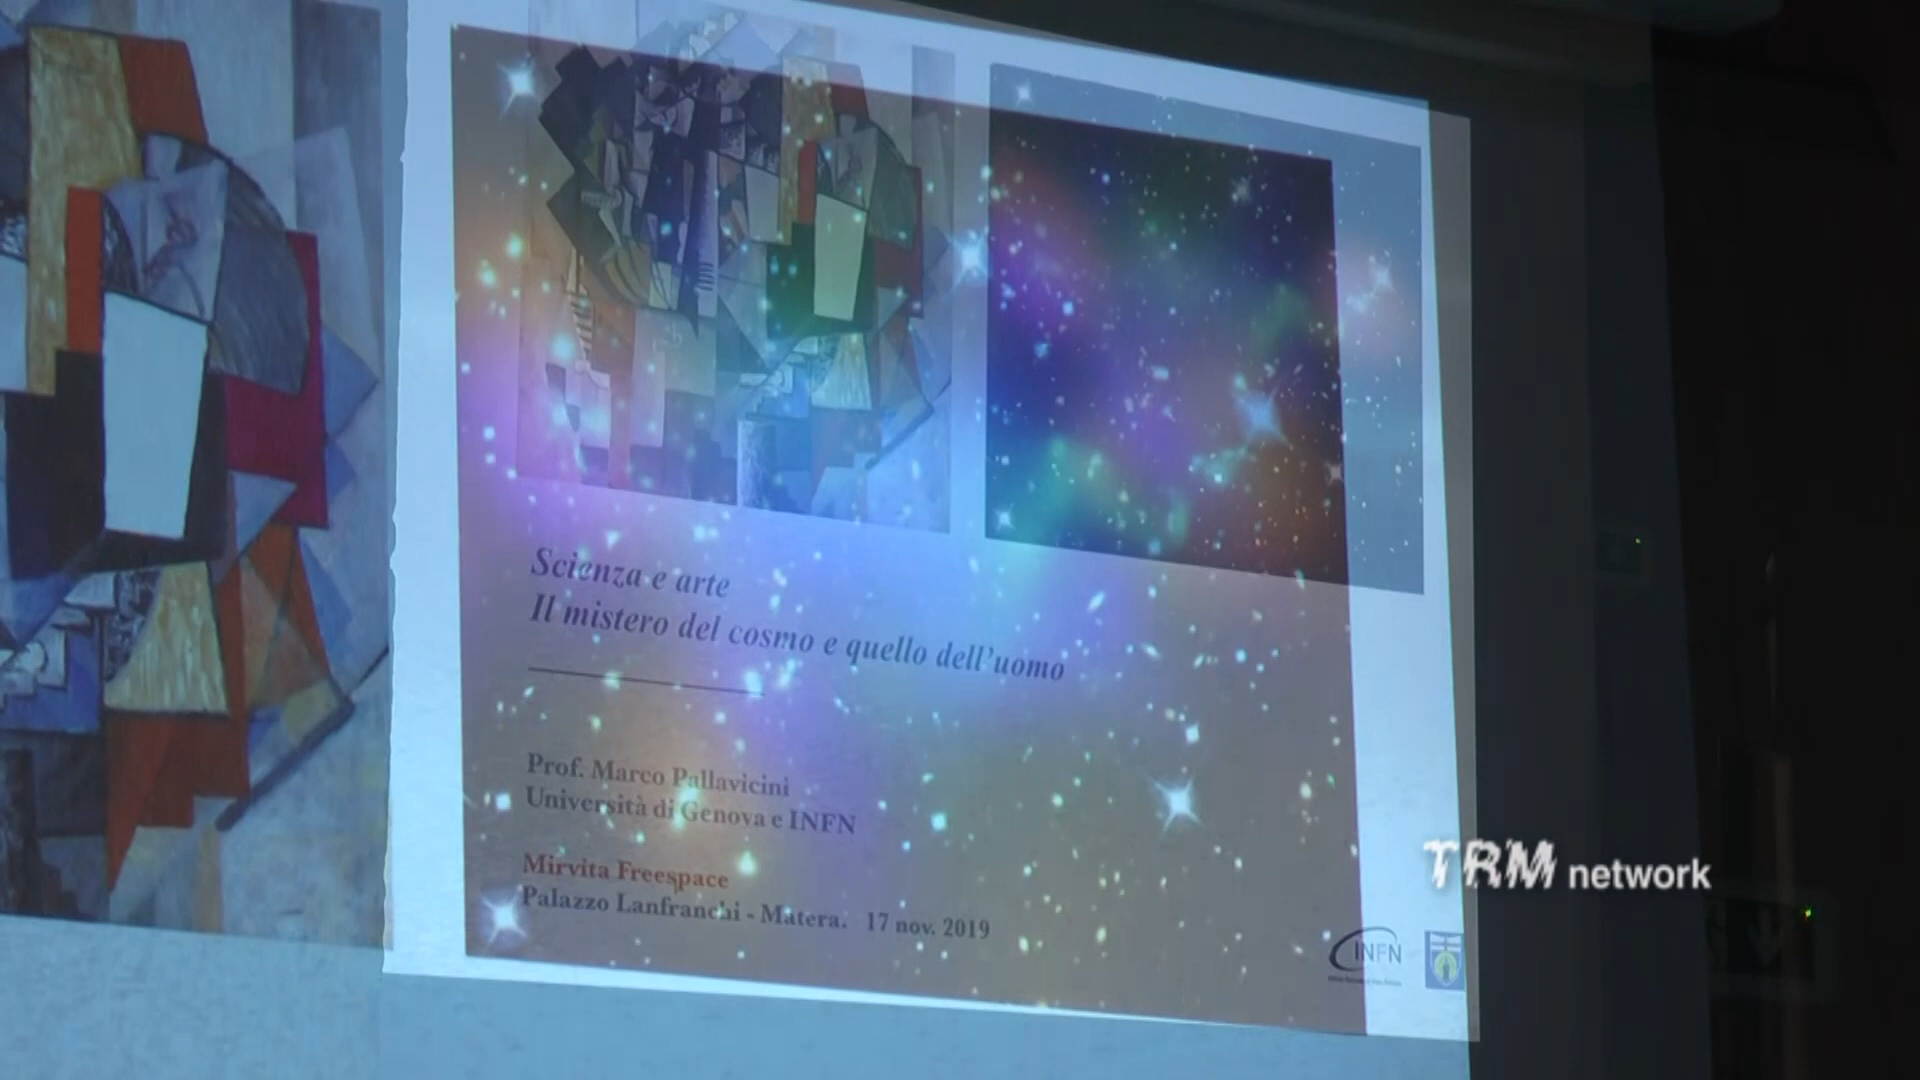 Scienza e arte
Il mistero del cosmo e quello dell'uomo
Prof. Marco Pallavicini
Università di Genova e INFN
Mirvita Freespace
Palazzo Lanfranchi - Matera. 17 nov. 2019
TRM network
INFN